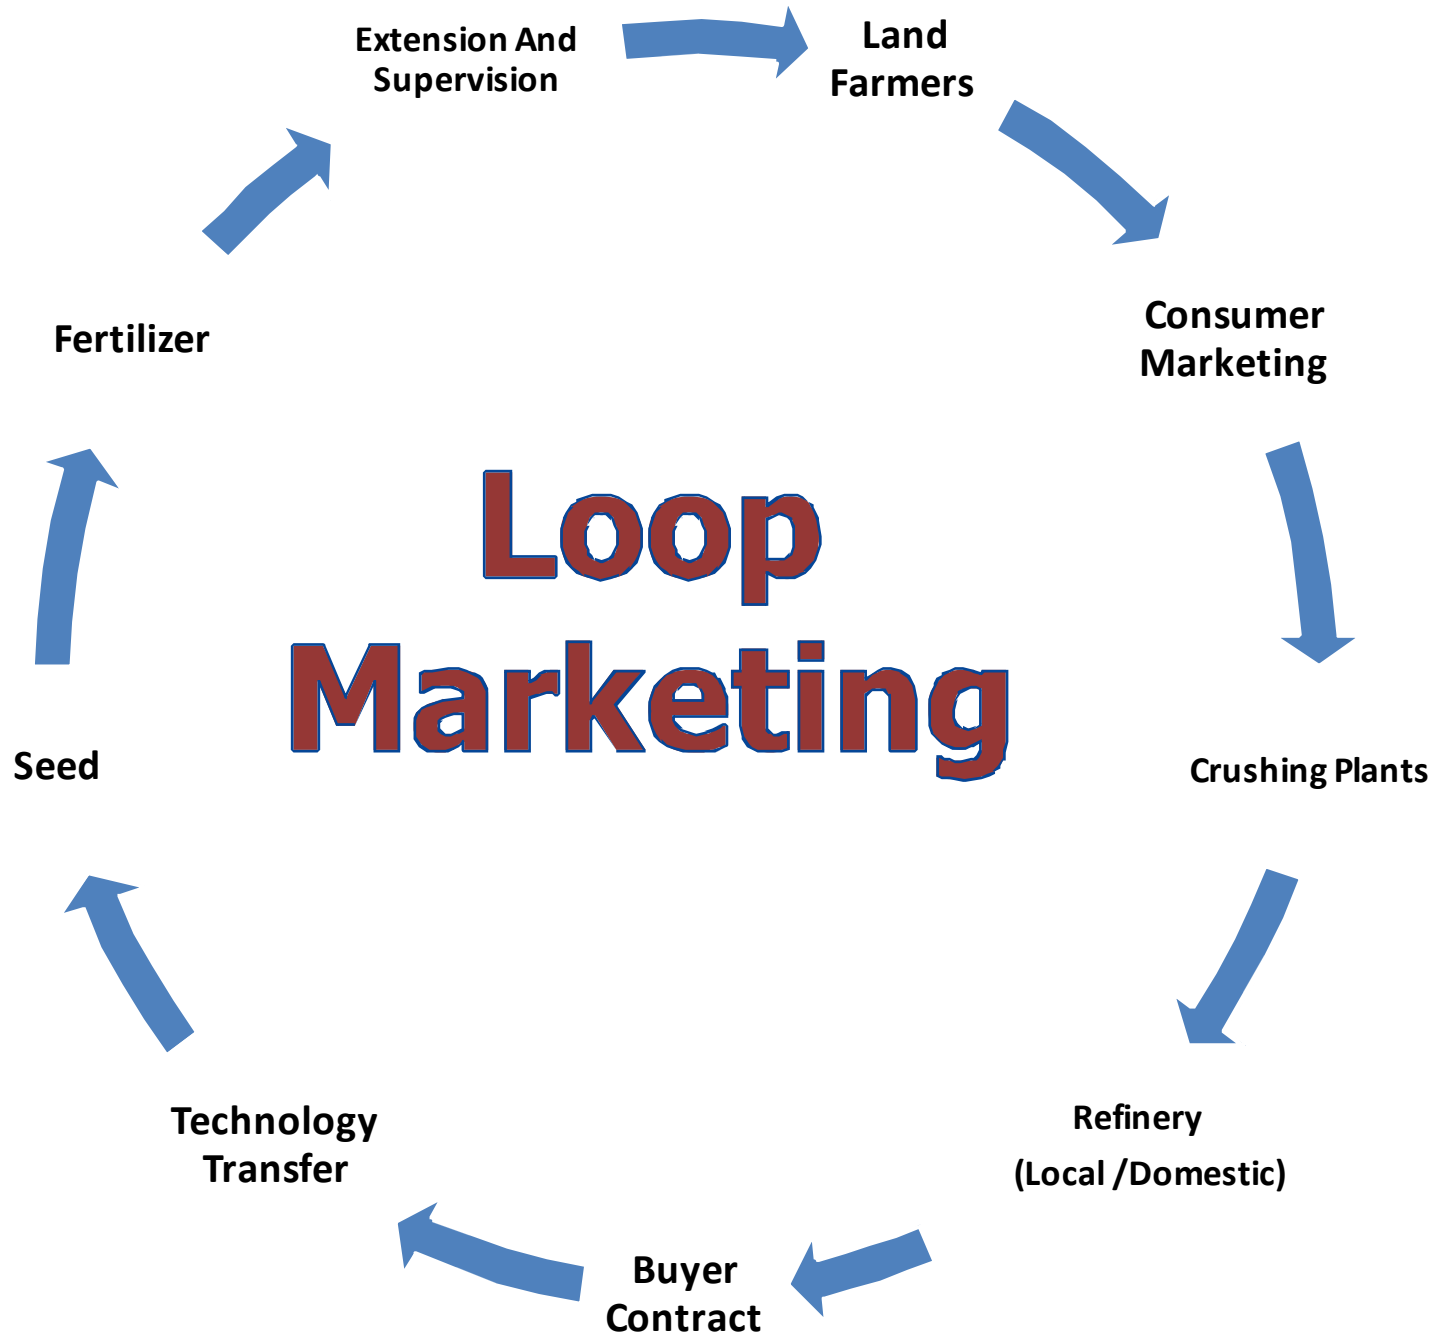 Extension And
Supervision
Land
Farmers
Consumer
Marketing
Crushing Plants
Refinery
(Local /Domestic)
Buyer
Contract
Technology
Transfer
Seed
Fertilizer
Loop
Marketing